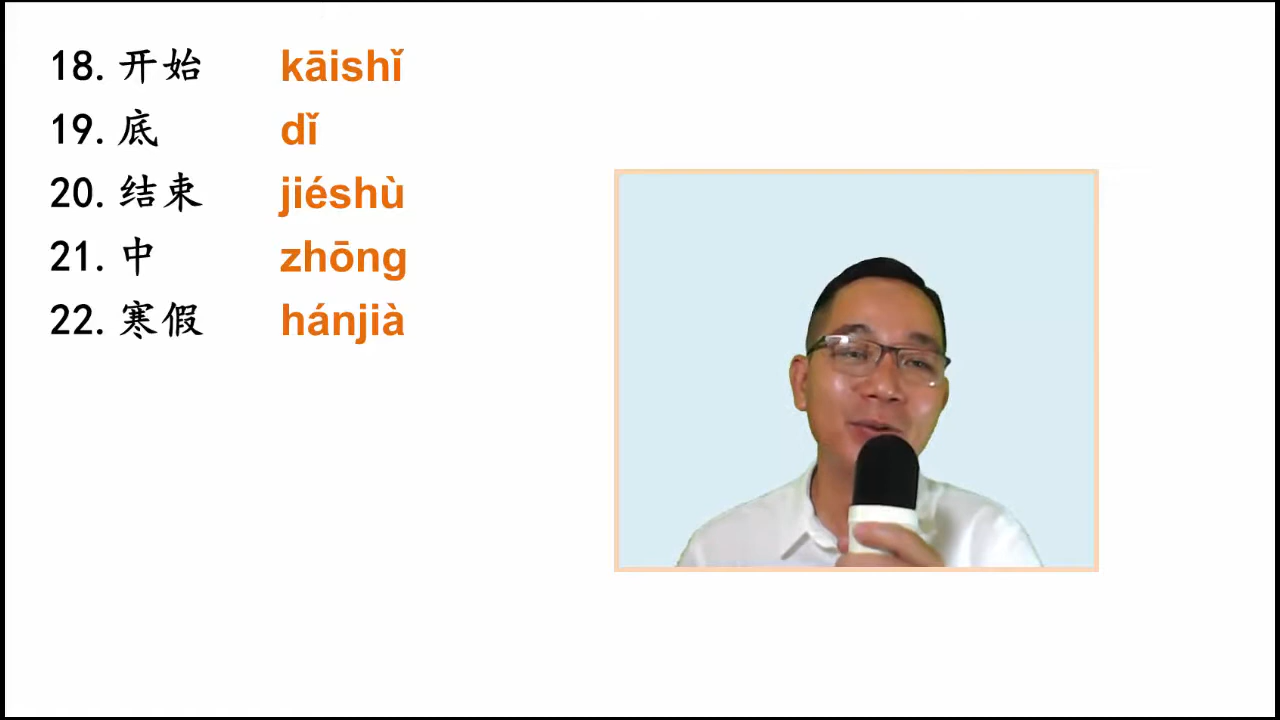 18. 开始 kāishǐ
19. 底 dǐ
20. 结束 jiéshù
21. 中 zhōng
22. 寒假 hánjià